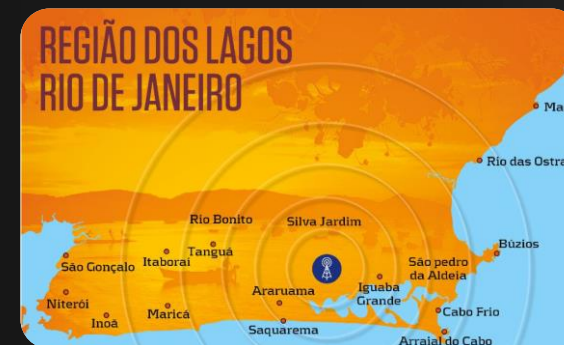 REGIÃO DOS LAGOS
RIO DE JANEIRO
Ma
Rio das Ostra
Rio Bonito
Silva Jardim
Búzios
Tanguá
Itaboraí
São Gonçalo
São pedro
da Aldeia
Iguaba
Grande
Araruama
Niterói
Maricá
Inoã
Cabo Frio
Saquarema
Arraial do Cabo